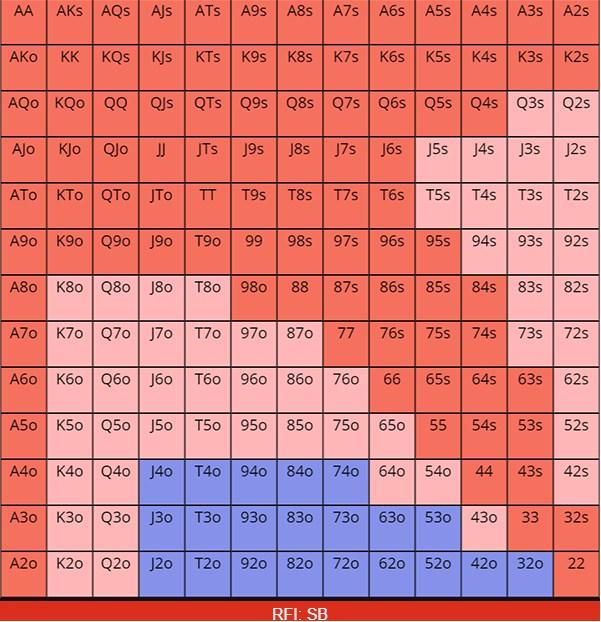 AA AKs AQs AJs ATs A9s A8s A7s A6s A5s A4s A3s A2s
AKo KK KQs KJs KTs K9s K8s K7s K6s K5s K4s K3s K2s
AQo KQo QQ QJs QTs Q9s Q8s Q7s Q6s Q5s Q4s Q3s Q2s
AJo KJo QJo JJ JTs J9s J8s J7s J6s J5s J4s J3s J2s
ATo KTo QTo JTo TT T9s T8s T7s T6s T5s T4s T3s T2s
A9o K9o Q9o J9o T9o 99 98s 97s 96s 95s 94s 93s 92s
A8o K8o Q8o J8o T8o 98o 88 87s 86s 85s 84s 83s 82s
A7o K7o Q7o J7o T7o 97o 87o 77 76s 75s 74s 73s 72s
A6o K6o Q6o J6o T6o 96o 86o 76o 66 65s 64s 63s 62s
A5o K5o Q5o J5o T5o 95o 85o 75o 65o 55 54s 53s 52s
A4o K4o Q4o J4o T4o 94o 84o 74o 64o 54o 44 43s 42s
A3o K3o Q3o J3o T3o 93o 83o 73o 63o 53o 43o 33 32s
A2o K2o Q2o J2o T2o 92o 82o 72o 62o 52o 42o 32o 22
RFI: SB